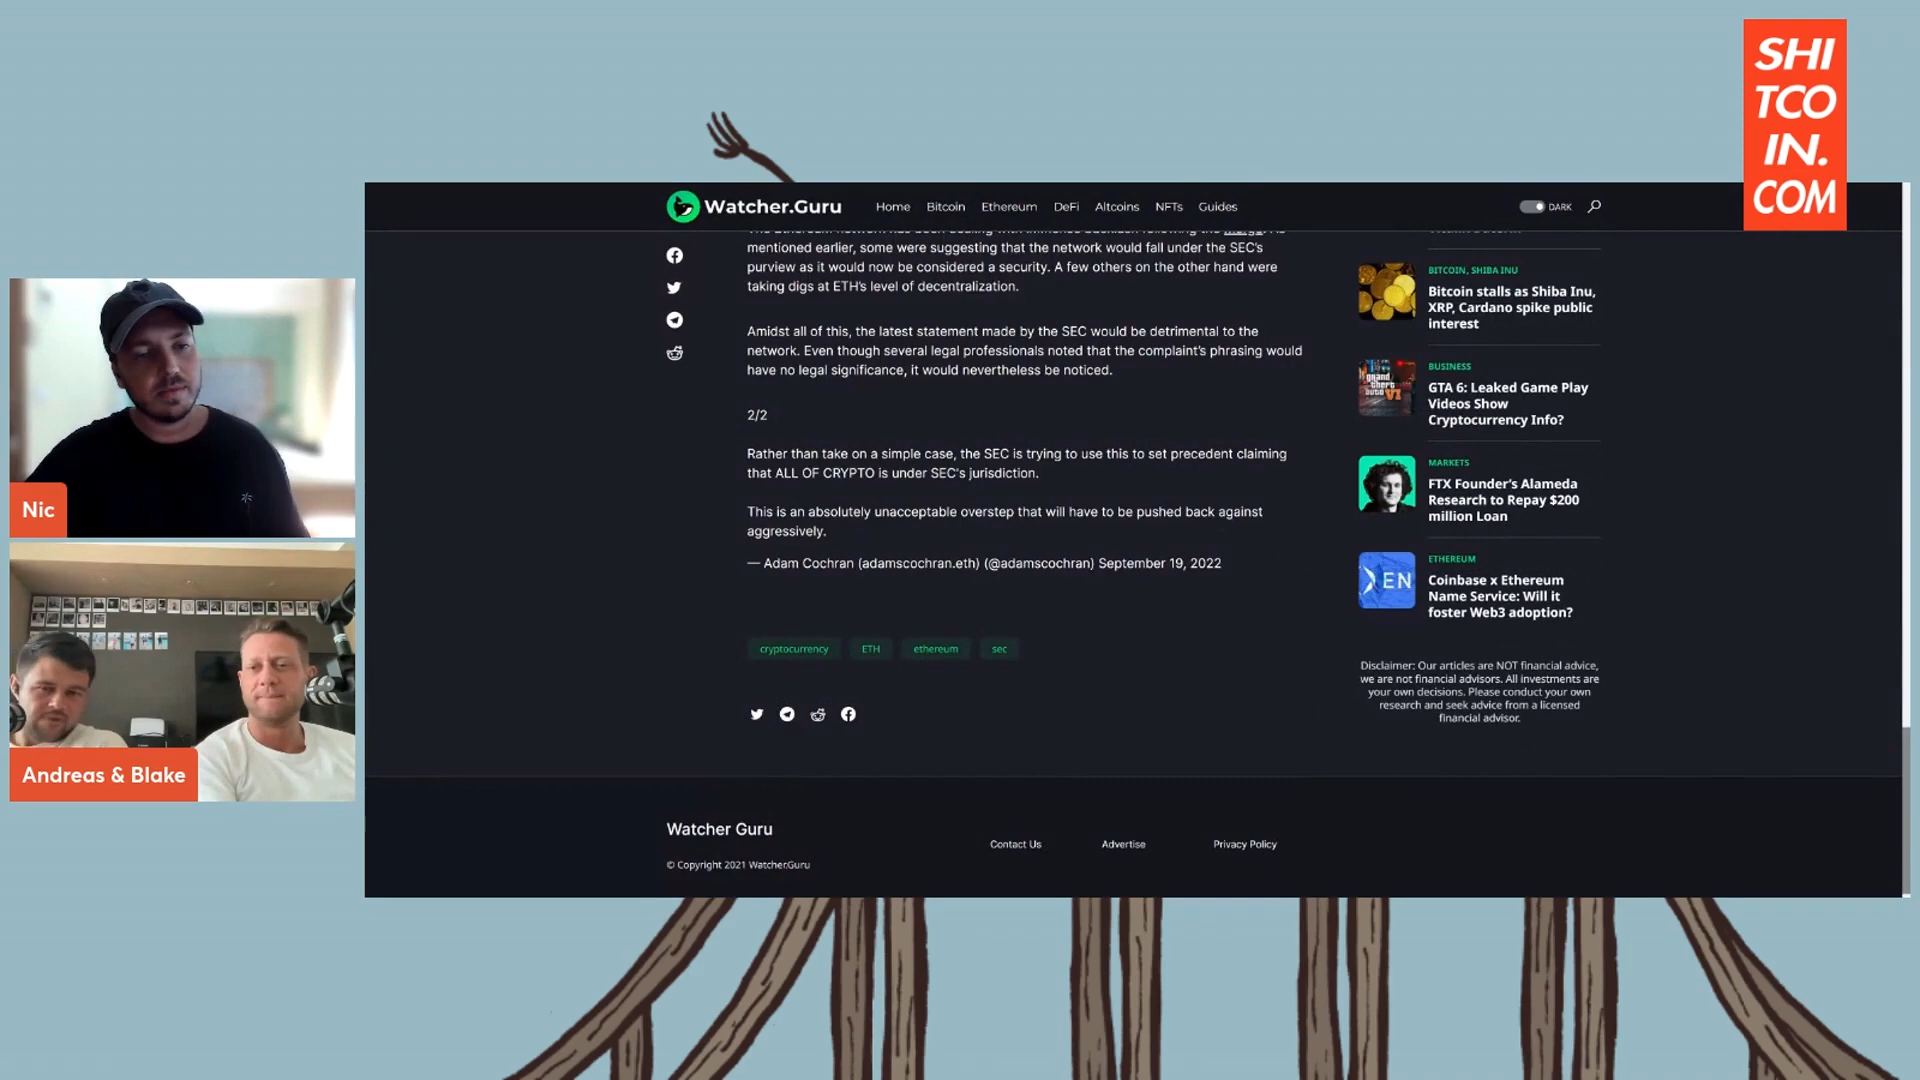 SHI
TCO
IN.
COM
Watcher.Guru
Home Bitcoin Ethereum DeFi Altcoins NFTs Guides
DARK
mentioned earlier, some were suggesting that the network would fall under the SEC's
purview as it would now be considered a security. A few others on the other hand were
taking digs at ETH's level of decentralization.
Amidst all of this, the latest statement made by the SEC would be detrimental to the
network. Even though several legal professionals noted that the complaint's phrasing would
have no legal significance, it would nevertheless be noticed.
2/2
Rather than take on a simple case, the SEC is trying to use this to set precedent claiming
that ALL OF CRYPTO is under SEC's jurisdiction.
This is an absolutely unacceptable overstep that will have to be pushed back against
aggressively.
— Adam Cochran (adamscochran.eth) (@adamscochran) September 19, 2022
cryptocurrency ETH ethereum sec
BITCOIN, SHIBA INU
Bitcoin stalls as Shiba Inu,
XRP, Cardano spike public
interest
BUSINESS
grand
theft
auto VI
GTA 6: Leaked Game Play
Videos Show
Cryptocurrency Info?
MARKETS
FTX Founder's Alameda
Research to Repay $200
million Loan
ETHEREUM
EN
Coinbase x Ethereum
Name Service: Will it
foster Web3 adoption?
Disclaimer: Our articles are NOT financial advice,
we are not financial advisors. All investments are
your own decisions. Please conduct your own
research and seek advice from a licensed
financial advisor.
Watcher Guru
© Copyright 2021 Watcher.Guru
Contact Us Advertise Privacy Policy
Nic
Andreas & Blake